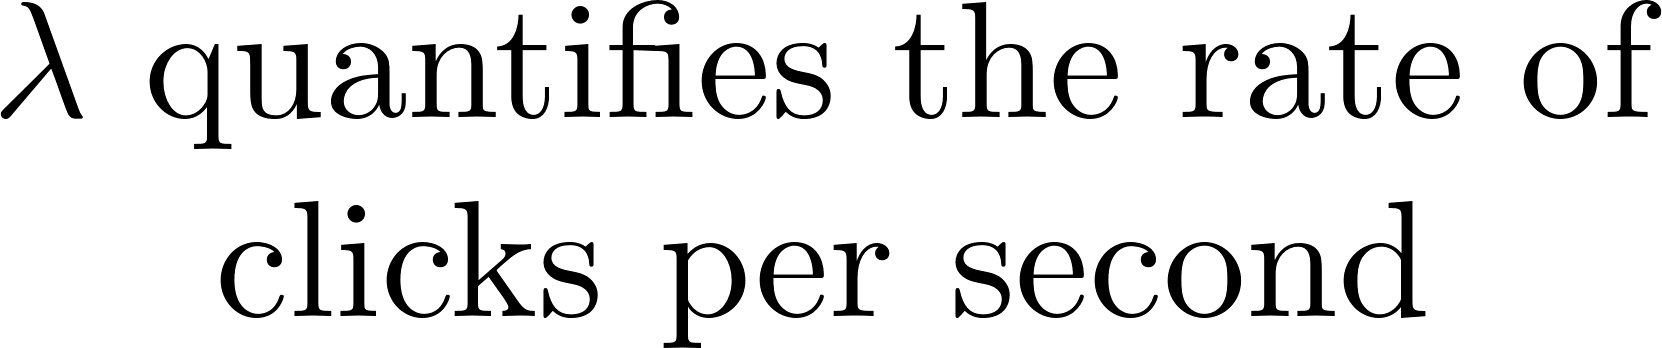 λ quantifies the rate of
clicks per second